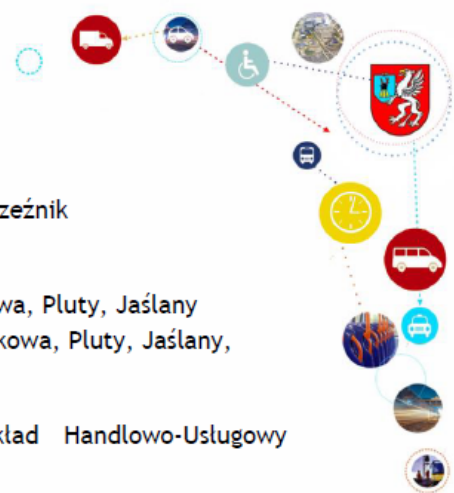 zeźnik
wa, Pluty, Jaślany
kowa, Pluty, Jaślany,
kład Handlowo-Usługowy